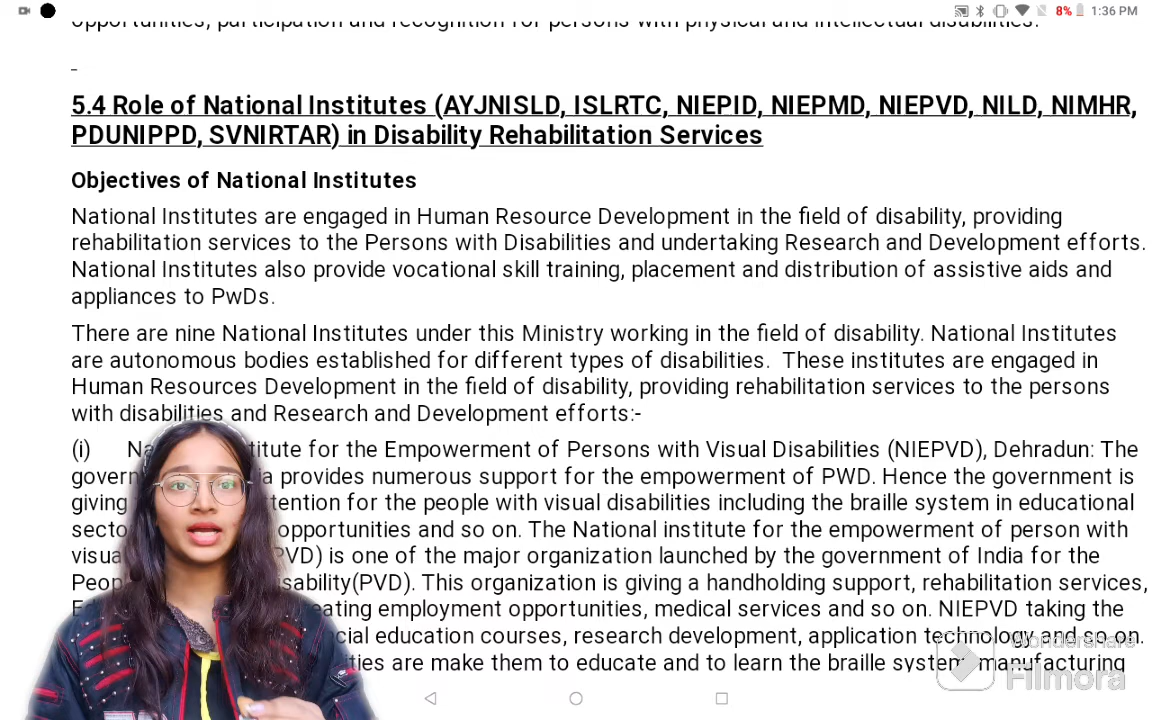 8% 1:36 PM
opportunities, participation and recognition for persons with physical and intellectual disabilities.
-
5.4 Role of National Institutes (AYJNISLD, ISLRTC, NIEPID, NIEPMD, NIEPVD, NILD, NIMHR,
PDUNIPPD, SVNIRTAR) in Disability Rehabilitation Services
Objectives of National Institutes
National Institutes are engaged in Human Resource Development in the field of disability, providing
rehabilitation services to the Persons with Disabilities and undertaking Research and Development efforts.
National Institutes also provide vocational skill training, placement and distribution of assistive aids and
appliances to PwDs.
There are nine National Institutes under this Ministry working in the field of disability. National Institutes
are autonomous bodies established for different types of disabilities.  These institutes are engaged in
Human Resources Development in the field of disability, providing rehabilitation services to the persons
with disabilities and Research and Development efforts:-
(i) Na titute for the Empowerment of Persons with Visual Disabilities (NIEPVD), Dehradun: The
govern a provides numerous support for the empowerment of PWD. Hence the government is
giving tention for the people with visual disabilities including the braille system in educational
secto opportunities and so on. The National institute for the empowerment of person with
visua PVD) is one of the major organization launched by the government of India for the
Peop sability(PVD). This organization is giving a handholding support, rehabilitation services,
eating employment opportunities, medical services and so on. NIEPVD taking the
cial education courses, research development, application technology and so on.
ities are make them to educate and to learn the braille system, manufacturing
Wondershare
Filmora